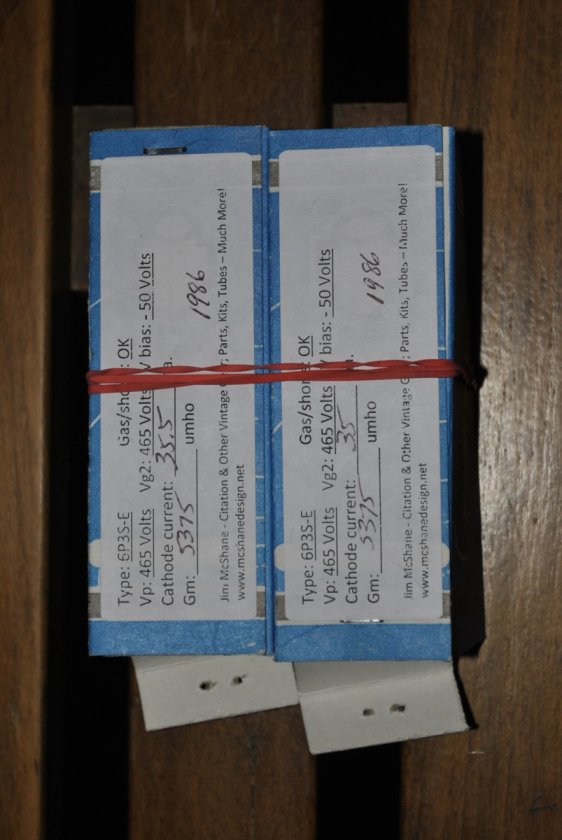 Type: 6P3S-E Gas/shor : OK
Vp: 465 Volts Vg2: 465 Volts V bias: - 50 Volts
Cathode current: 35.5 a.
Gm: 5375 umho 1986
Jim McShane - Citation & Other Vintage G r; Parts, Kits, Tubes – Much More!
www.mcshanedesign.net
Type: 6P3S-E Gas/shor : OK
Vp: 465 Volts Vg2: 465 Volts V bias: - 50 Volts
Cathode current: 35
Gm: 5375 umho 1986
Jim McShane - Citation & Other Vintage G r; Parts, Kits, Tubes – Much More!
www.mcshanedesign.net